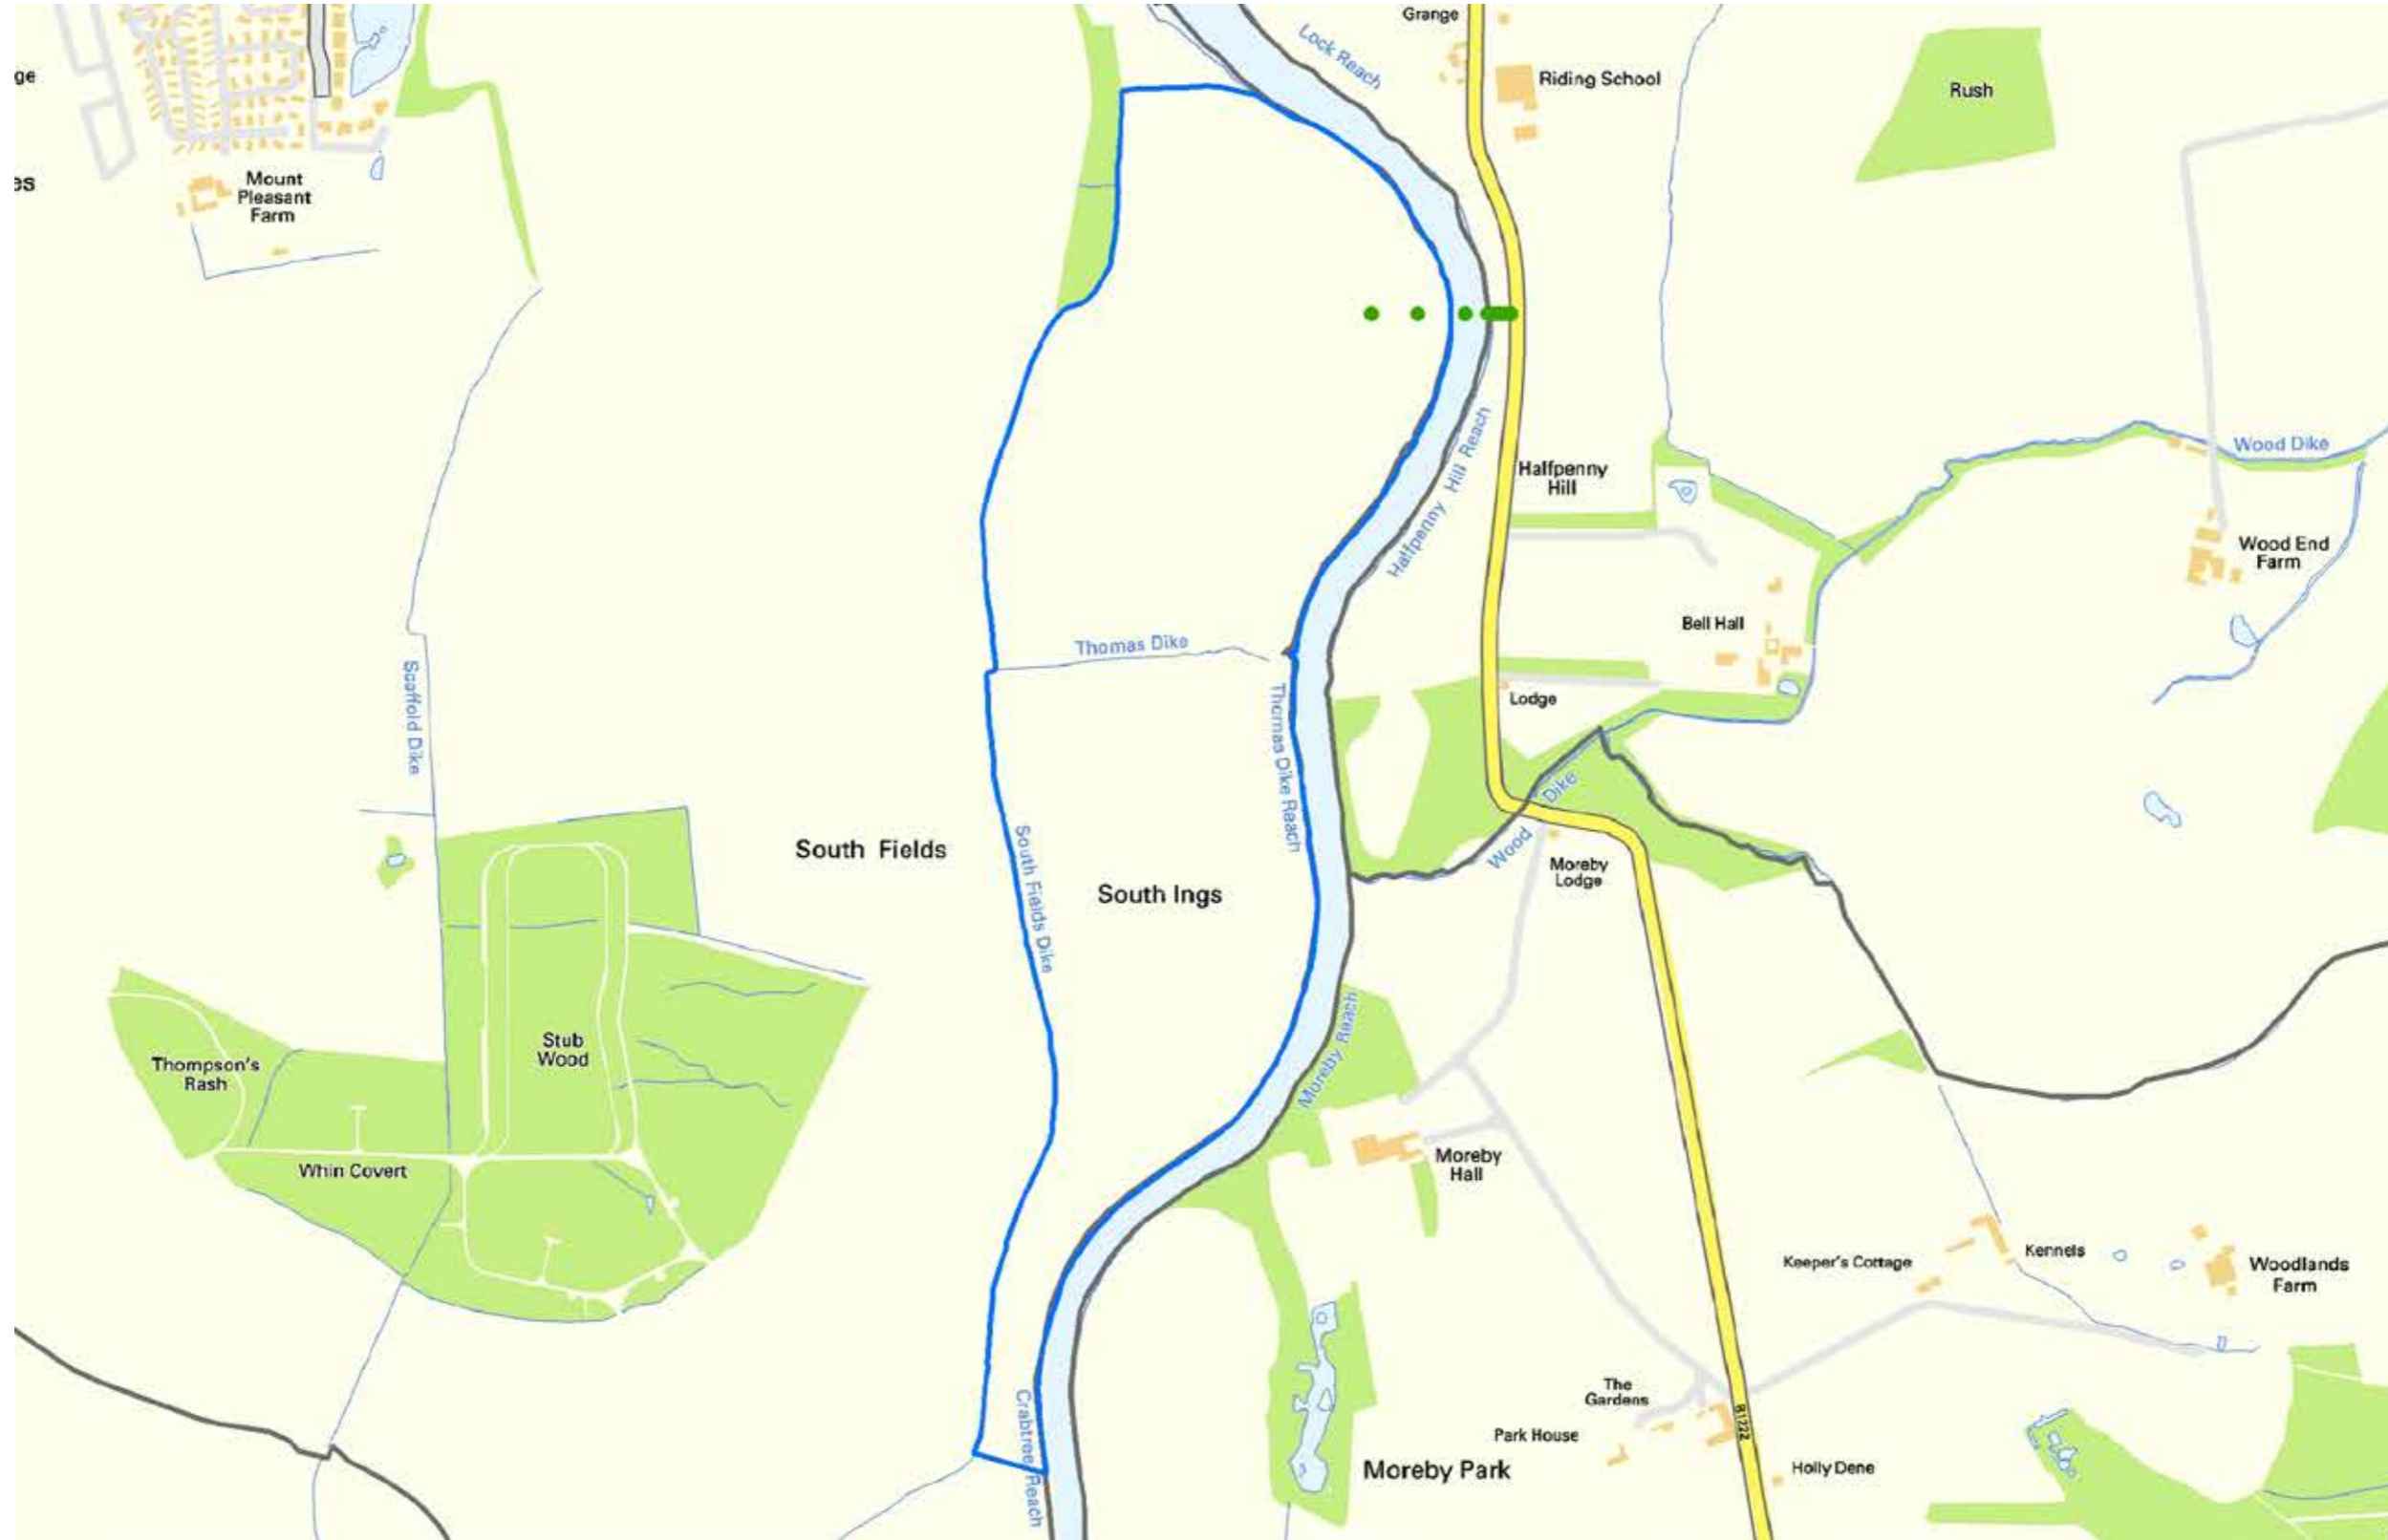 Grange
Lock Reach
Riding School
Rush
ge
es
Mount
Pleasant
Farm
Halfpenny Hill Reach
Halfpenny
Hill
Wood Dike
Wood End
Farm
Bell Hall
Thomas Dike
Scaffold Dike
Lodge
Thomas Dike Reach
Wood Dike
South Fields
South Fields Dike
South Ings
Moreby
Lodge
Moreby Reach
Stub
Wood
Thompson's
Rash
Whin Covert
Moreby
Hall
Keeper's Cottage
Kennels
Woodlands
Farm
The
Gardens
Crabtree Reach
Park House
B1222
Moreby Park
Holly Dene